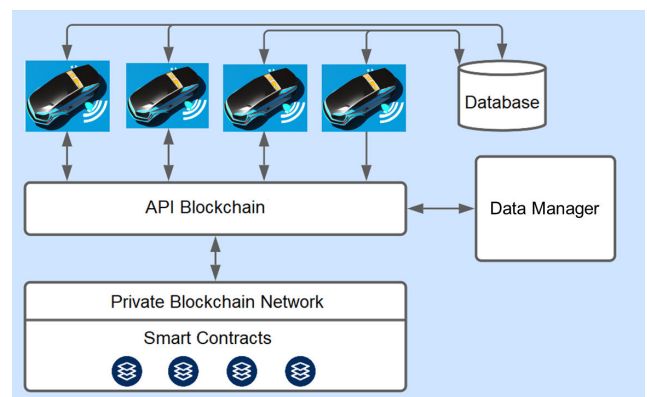 Database
API Blockchain
Data Manager
Private Blockchain Network
Smart Contracts